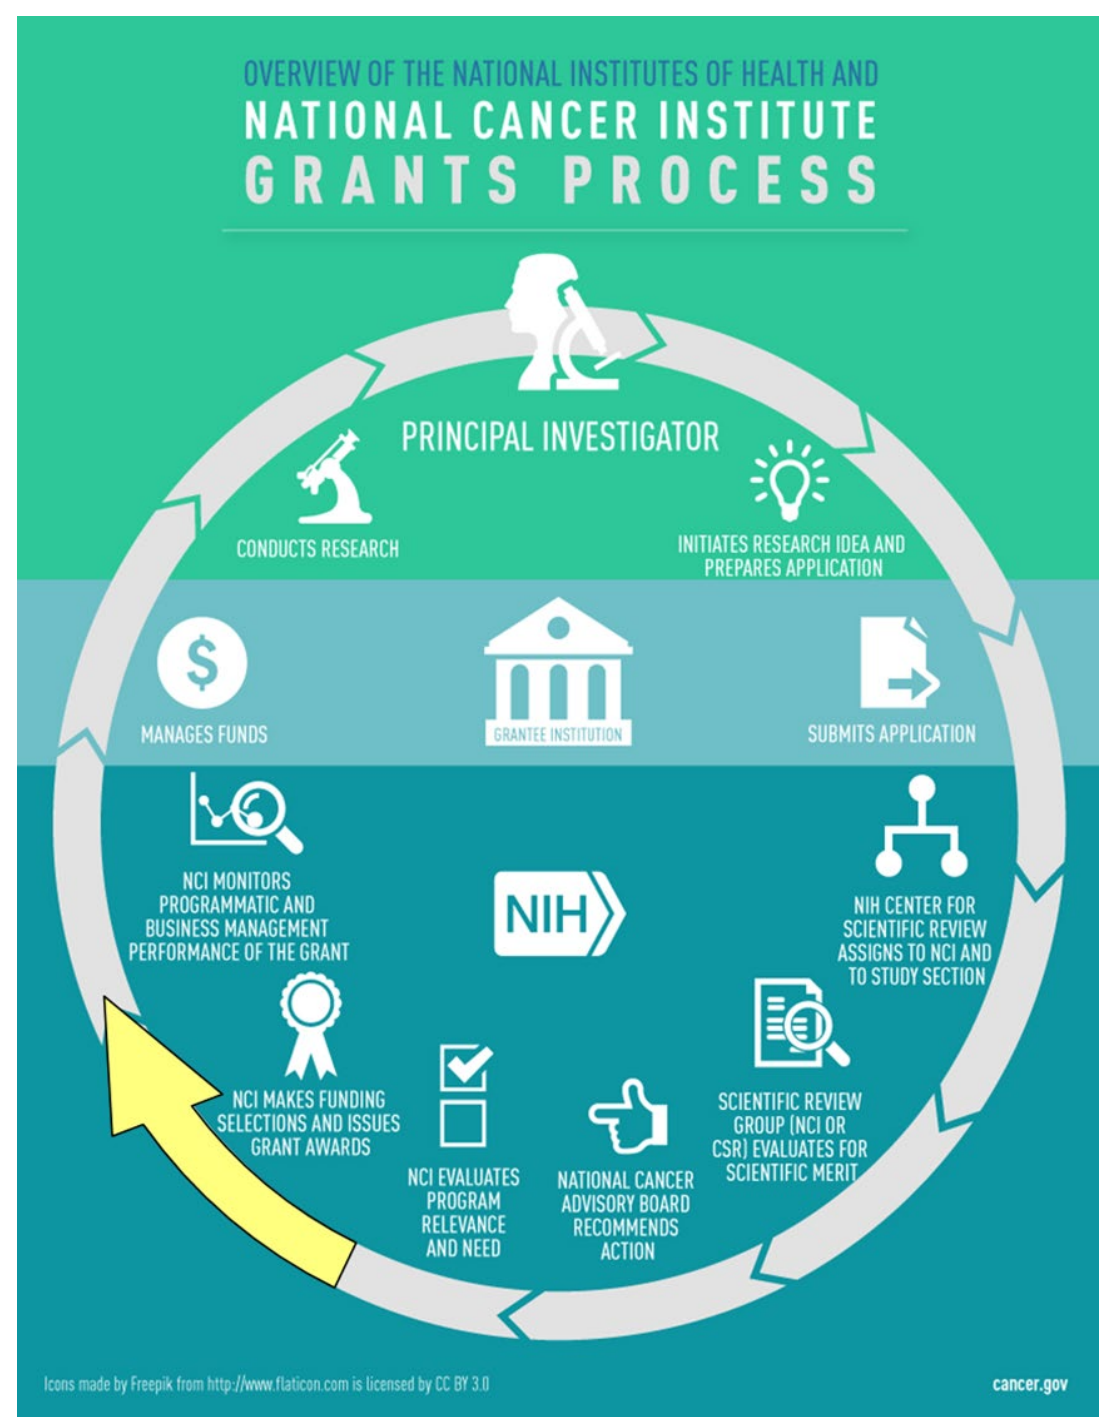 OVERVIEW OF THE NATIONAL INSTITUTES OF HEALTH AND
NATIONAL CANCER INSTITUTE
GRANTS PROCESS
PRINCIPAL INVESTIGATOR
CONDUCTS RESEARCH
INITIATES RESEARCH IDEA AND
PREPARES APPLICATION
$
MANAGES FUNDS
GRANTEE INSTITUTION
SUBMITS APPLICATION
NCI MONITORS
PROGRAMMATIC AND
BUSINESS MANAGEMENT
PERFORMANCE OF THE GRANT
NIH
NIH CENTER FOR
SCIENTIFIC REVIEW
ASSIGNS TO NCI AND
TO STUDY SECTION
NCI MAKES FUNDING
SELECTIONS AND ISSUES
GRANT AWARDS
NCI EVALUATES
PROGRAM
RELEVANCE
AND NEED
NATIONAL CANCER
ADVISORY BOARD
RECOMMENDS
ACTION
SCIENTIFIC REVIEW
GROUP (NCI OR
CSR) EVALUATES FOR
SCIENTIFIC MERIT
Icons made by Freepik from http://www.flaticon.com is licensed by CC BY 3.0
cancer.gov